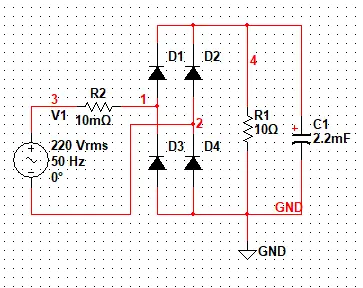 D1
D2
4
3
R2
1
V1
10mΩ
2
R1
10Ω
+
C1
2.2mF
220 Vrms
50 Hz
0°
D3
D4
GND
GND